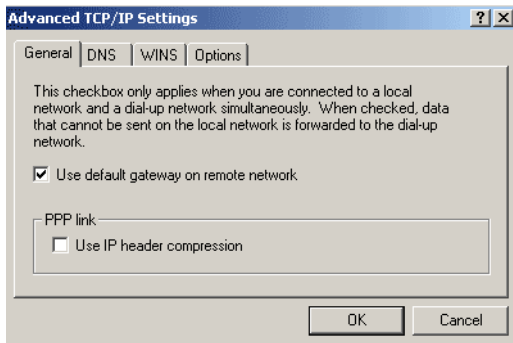 Advanced TCP/IP Settings
General DNS WINS Options
This checkbox only applies when you are connected to a local
network and a dial-up network simultaneously. When checked, data
that cannot be sent on the local network is forwarded to the dial-up
network.
Use default gateway on remote network
PPP link
Use IP header compression
OK Cancel